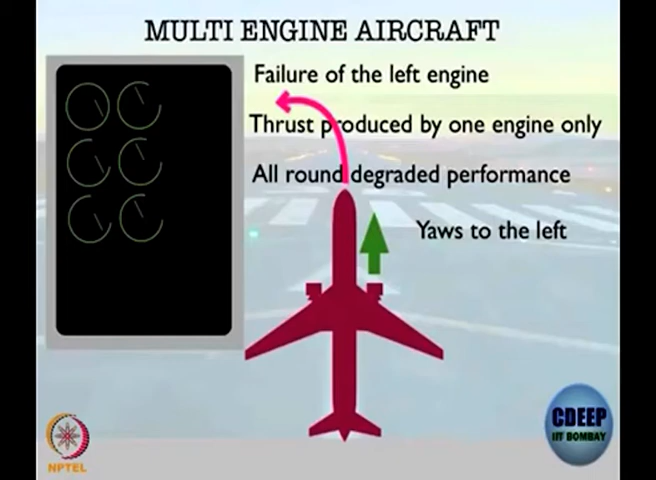 MULTI ENGINE AIRCRAFT
Failure of the left engine
Thrust produced by one engine only
All round degraded performance
Yaws to the left
NPTEL
CDEEP
IIT BOMBAY